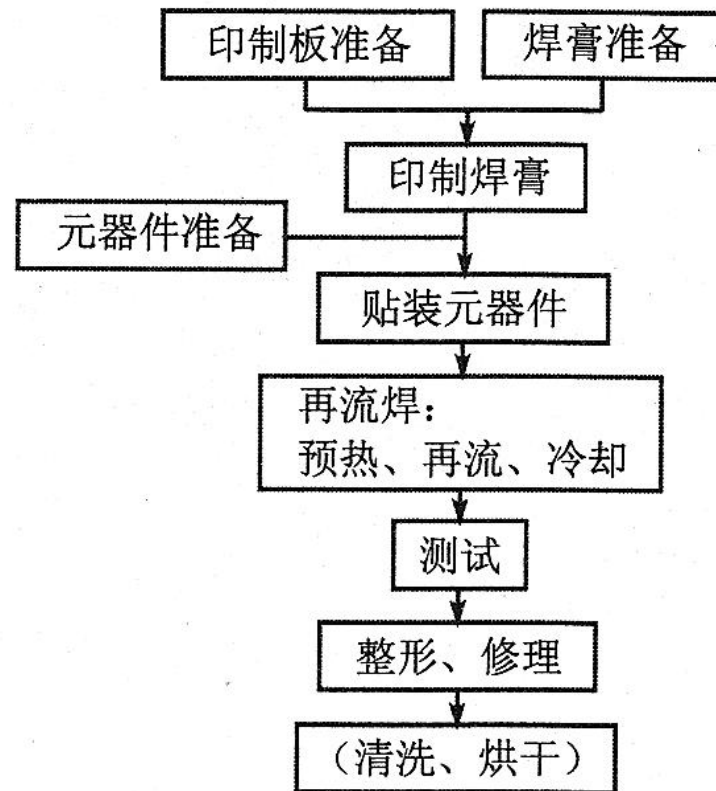 印制板准备
焊膏准备
印制焊膏
元器件准备
贴装元器件
再流焊：
预热、再流、冷却
测试
整形、修理
（清洗、烘干）